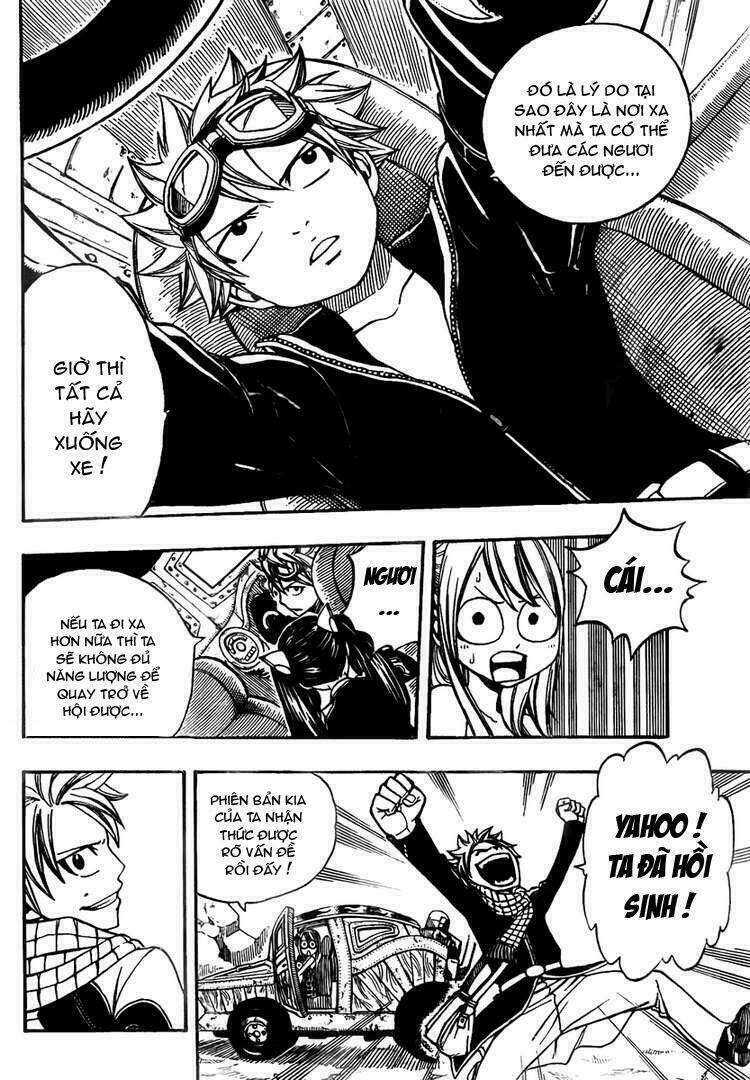 ĐÓ LÀ LÝ DO TẠI
SAO ĐÂY LÀ NƠI XA
NHẤT MÀ TA CÓ THỂ
ĐƯA CÁC NGƯƠI
ĐẾN ĐƯỢC...
GIỜ THÌ
TẤT CẢ
HÃY
XUỐNG
XE !
CÁI...
NGƯƠI
...
NẾU TA ĐI XA
HƠN NỮA THÌ TA
SẼ KHÔNG ĐỦ
NĂNG LƯỢNG ĐỂ
QUAY TRỞ VỀ
HỘI ĐƯỢC...
YAHOO !
TA ĐÃ HỒI
SINH !
PHIÊN BẢN KIA
CỦA TA NHẬN
THỨC ĐƯỢC
RÕ VẤN ĐỀ
RỒI ĐẤY !